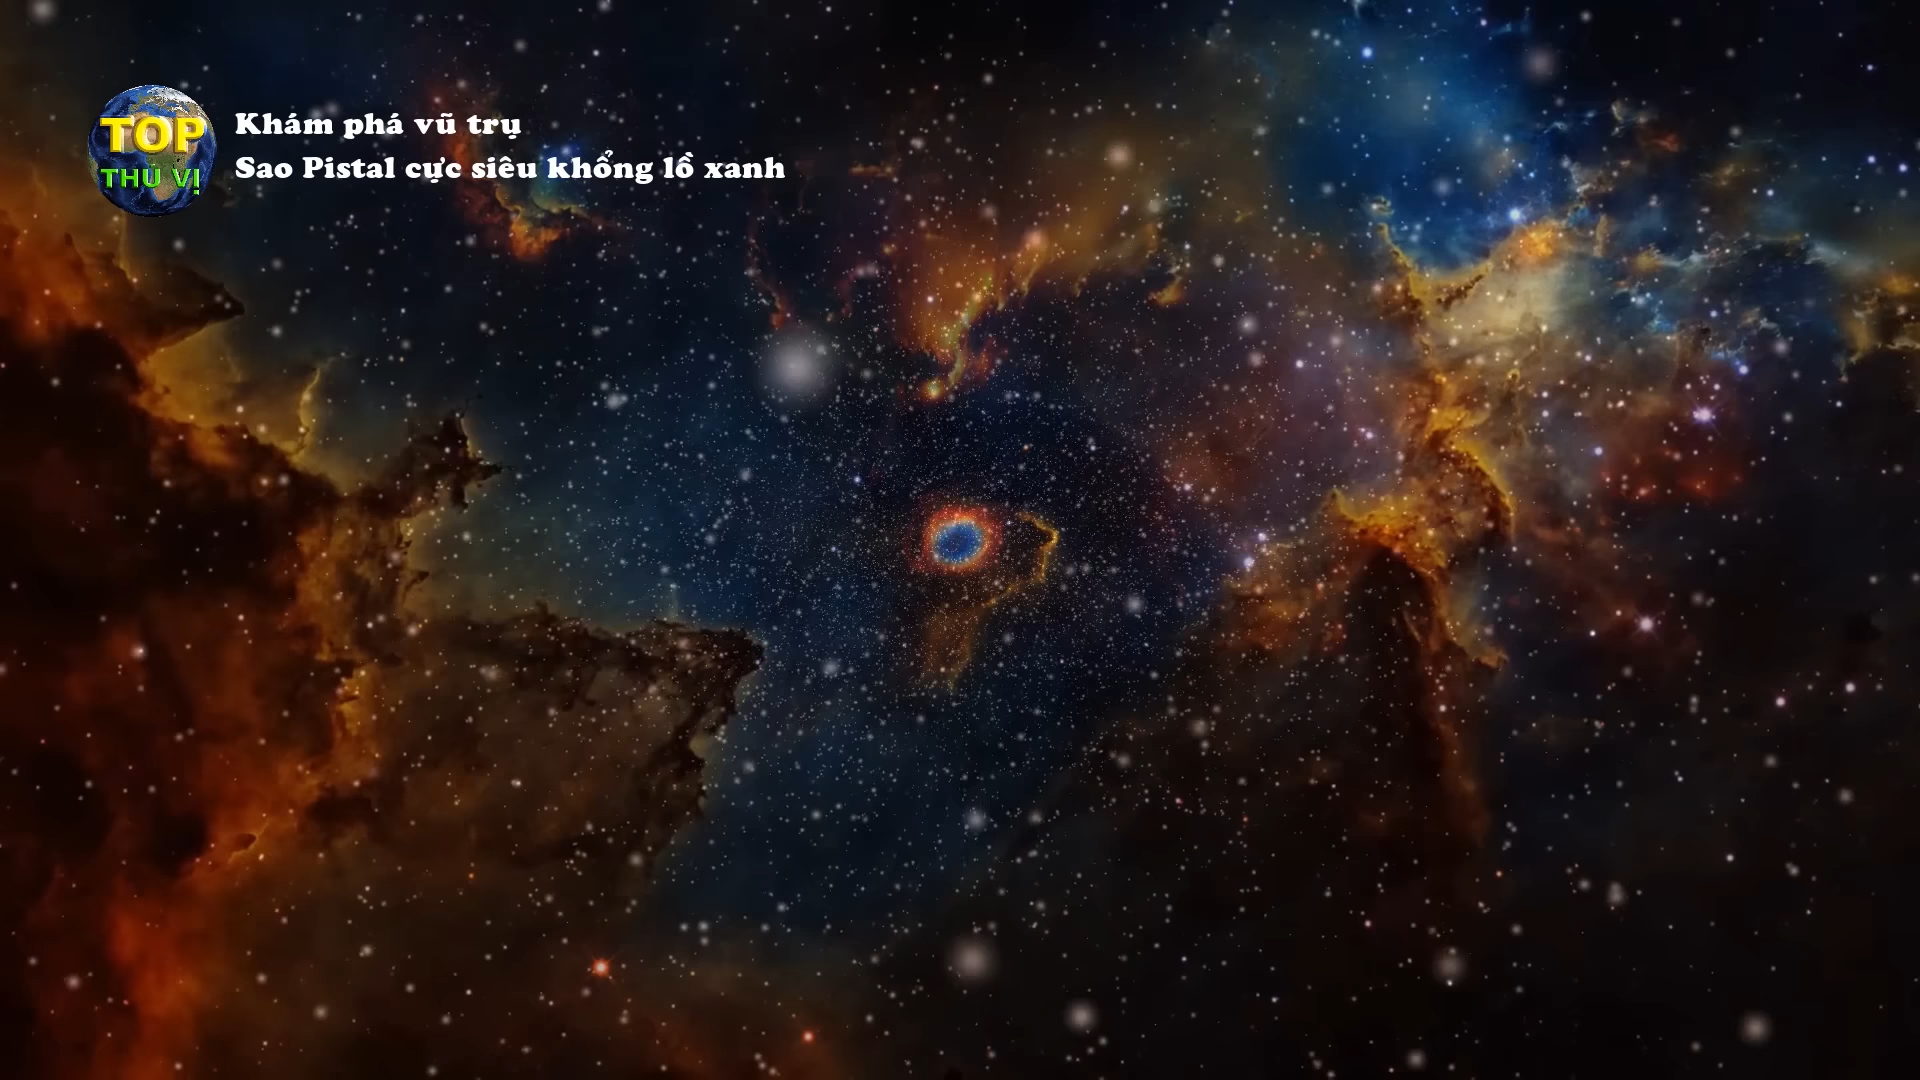 TOP
THÚ VỊ
Khám phá vũ trụ
Sao Pistal cực siêu khổng lồ xanh